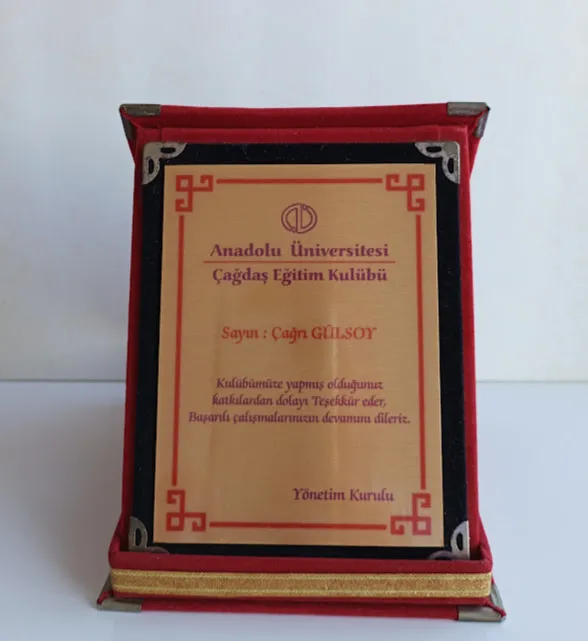 Anadolu Üniversitesi
Çağdaş Eğitim Kulübü
Sayın : Çağrı GÜLSOY
Kulübümüze yapmış olduğunuz
katkılardan dolayı Teşekkür eder,
Başarılı çalışmalarınızın devamını dileriz.
Yönetim Kurulu